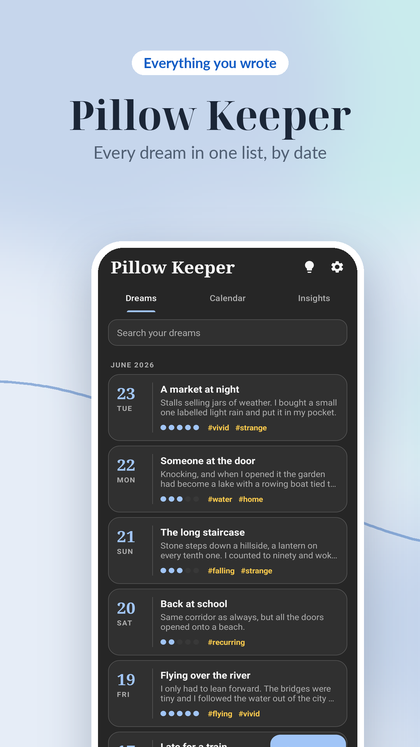 Everything you wrote
Pillow Keeper
Every dream in one list, by date
Pillow Keeper
Dreams Calendar Insights
Search your dreams
JUNE 2026
23
TUE
A market at night
Stalls selling jars of weather. I bought a small
one labelled light rain and put it in my pocket.
#vivid #strange
22
MON
Someone at the door
Knocking, and when I opened it the garden
had become a lake with a rowing boat tied t...
#water #home
21
SUN
The long staircase
Stone steps down a hillside, a lantern on
every tenth one. I counted to ninety and wok...
#falling #strange
20
SAT
Back at school
Same corridor as always, but all the doors
opened onto a beach.
#recurring
19
FRI
Flying over the river
I only had to lean forward. The bridges were
tiny and I followed the water out of the city ...
#flying #vivid